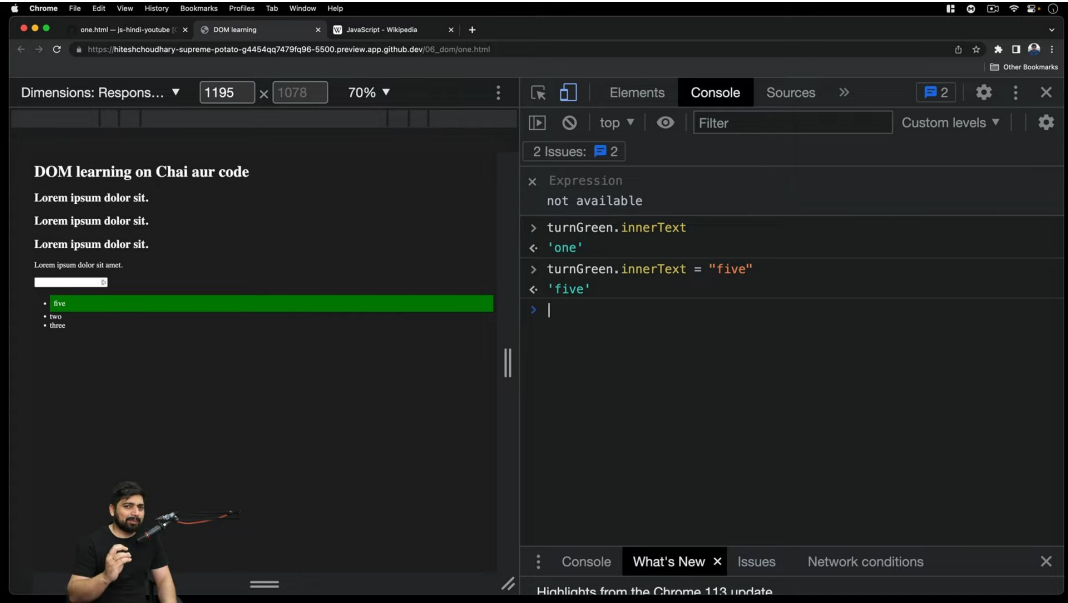 Chrome File Edit View History Bookmarks Profiles Tab Window Help
one.html — js-hindi-youtube [C × DOM learning × W JavaScript - Wikipedia × +
https://hiteshchoudhary-supreme-potato-g4454qq7479fq96-5500.preview.app.github.dev/06_dom/one.html
Other Bookmarks
Dimensions: Respons... ▼ 1195 × 1078 70% ▼
Elements Console Sources » 2
top ▼ Filter Custom levels ▼
2 Issues: 2
DOM learning on Chai aur code
Lorem ipsum dolor sit.
Lorem ipsum dolor sit.
Lorem ipsum dolor sit.
Lorem ipsum dolor sit amet.
• five
• two
• three
× Expression
not available
> turnGreen.innerText
'one'
> turnGreen.innerText = "five"
'five'
>
Console What's New × Issues Network conditions ×
Highlights from the Chrome 113 update